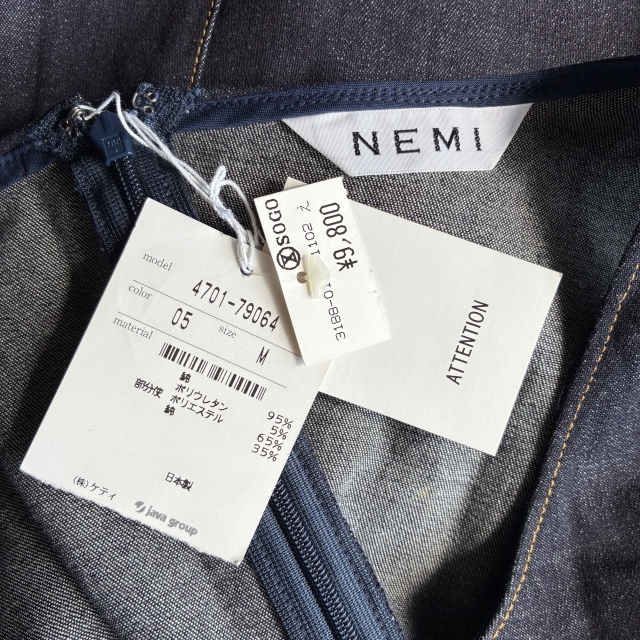 NEMI
model
4701-79064
color
05
size
M
material
綿
95%
ポリウレタン
5%
部分使 ポリエステル
65%
綿
35%
日本製
(株)ケティ
java group
SOGO
¥9,800
ATTENTION